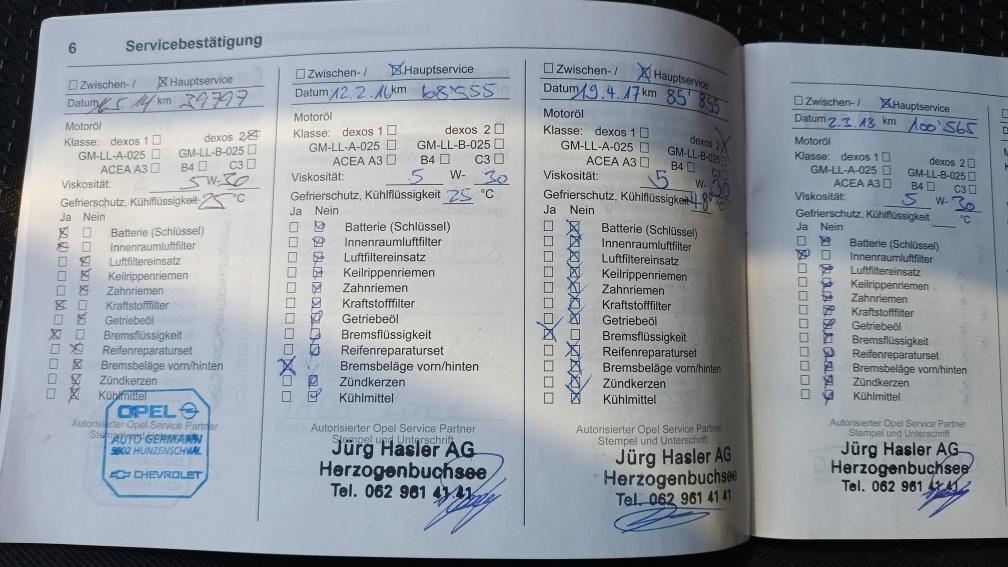 6 Servicebestätigung
☐ Zwischen- / ☒ Hauptservice
Datum 5.14 km 39797
Motoröl
Klasse: dexos 1 ☐ dexos 2 ☒
GM-LL-A-025 ☐ GM-LL-B-025 ☐
ACEA A3 ☐ B4 ☐ C3 ☐
Viskosität: 5 W-30
Gefrierschutz, Kühlflüssigkeit 25 °C
Ja Nein
☒ ☐ Batterie (Schlüssel)
☒ ☐ Innenraumluftfilter
☐ ☒ Luftfiltereinsatz
☐ ☒ Keilrippenriemen
☐ ☒ Zahnriemen
☒ ☐ Kraftstofffilter
☐ ☒ Getriebeöl
☒ ☐ Bremsflüssigkeit
☐ ☒ Reifenreparaturset
☐ ☒ Bremsbeläge vorn/hinten
☐ ☒ Zündkerzen
☐ ☒ Kühlmittel
Autorisierter Opel Service Partner
Stempel und Unterschrift
OPEL
AUTO GERMANN
5502 HUNZENSCHWIL
CHEVROLET
☐ Zwischen- / ☒ Hauptservice
Datum 12.2.16 km 68'555
Motoröl
Klasse: dexos 1 ☐ dexos 2 ☐
GM-LL-A-025 ☐ GM-LL-B-025 ☐
ACEA A3 ☐ B4 ☐ C3 ☐
Viskosität: 5 W- 30
Gefrierschutz, Kühlflüssigkeit 25 °C
Ja Nein
☐ ☒ Batterie (Schlüssel)
☐ ☒ Innenraumluftfilter
☐ ☒ Luftfiltereinsatz
☐ ☒ Keilrippenriemen
☐ ☒ Zahnriemen
☐ ☒ Kraftstofffilter
☐ ☒ Getriebeöl
☐ ☒ Bremsflüssigkeit
☐ ☒ Reifenreparaturset
☒ Bremsbeläge vorn/hinten
☐ ☒ Zündkerzen
☐ ☒ Kühlmittel
Autorisierter Opel Service Partner
Stempel und Unterschrift
Jürg Hasler AG
Herzogenbuchsee
Tel. 062 961 41 41
☐ Zwischen- / ☒ Hauptservice
Datum 19.4.17 km 85'855
Motoröl
Klasse: dexos 1 ☐ dexos 2 ☒
GM-LL-A-025 ☐ GM-LL-B-025 ☐
ACEA A3 ☐ B4 ☐ C3 ☐
Viskosität: 5 W- 30
Gefrierschutz, Kühlflüssigkeit -48° °C
Ja Nein
☐ ☒ Batterie (Schlüssel)
☐ ☒ Innenraumluftfilter
☐ ☒ Luftfiltereinsatz
☐ ☒ Keilrippenriemen
☐ ☒ Zahnriemen
☐ ☒ Kraftstofffilter
☐ ☒ Getriebeöl
☒ ☐ Bremsflüssigkeit
☐ ☒ Reifenreparaturset
☐ ☒ Bremsbeläge vorn/hinten
☐ ☒ Zündkerzen
☐ ☒ Kühlmittel
Autorisierter Opel Service Partner
Stempel und Unterschrift
Jürg Hasler AG
Herzogenbuchsee
Tel. 062 961 41 41
☐ Zwischen- / ☒ Hauptservice
Datum 2.3.18 km 100'565
Motoröl
Klasse: dexos 1 ☐ dexos 2 ☐
GM-LL-A-025 ☐ GM-LL-B-025 ☐
ACEA A3 ☐ B4 ☐ C3 ☐
Viskosität: 5 W- 30
Gefrierschutz, Kühlflüssigkeit °C
Ja Nein
☐ ☒ Batterie (Schlüssel)
☒ ☐ Innenraumluftfilter
☐ ☒ Luftfiltereinsatz
☐ ☒ Keilrippenriemen
☐ ☒ Zahnriemen
☐ ☒ Kraftstofffilter
☐ ☒ Getriebeöl
☐ ☒ Bremsflüssigkeit
☐ ☒ Reifenreparaturset
☐ ☒ Bremsbeläge vorn/hinten
☐ ☒ Zündkerzen
☐ ☒ Kühlmittel
Autorisierter Opel Service Partner
Stempel und Unterschrift
Jürg Hasler AG
Herzogenbuchsee
Tel. 062 961 41 41